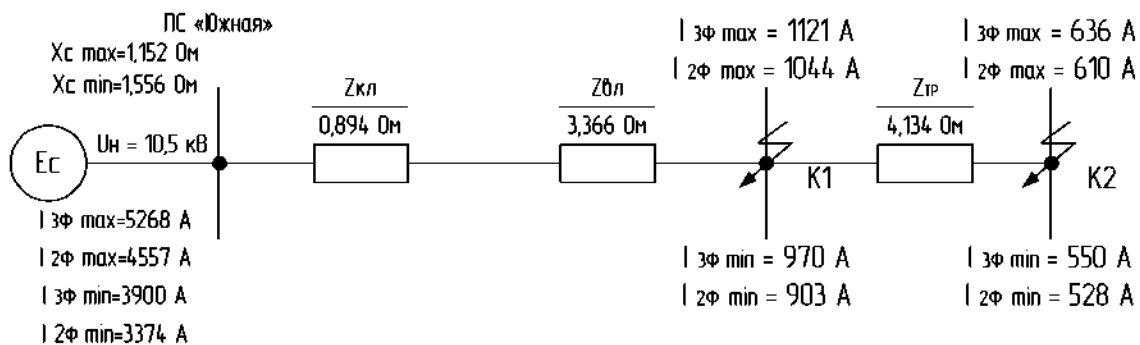 ПС «Южная»
Xc max=1,152 Ом
Xc min=1,556 Ом
Uн = 10,5 кВ
Ec
I 3Ф max=5268 А
I 2Ф max=4557 А
I 3Ф min=3900 А
I 2Ф min=3374 А
Zкл
0,894 Ом
Zвл
3,366 Ом
I 3Ф max = 1121 А
I 2Ф max = 1044 А
К1
I 3Ф min = 970 А
I 2Ф min = 903 А
Zтр
4,134 Ом
I 3Ф max = 636 А
I 2Ф max = 610 А
К2
I 3Ф min = 550 А
I 2Ф min = 528 А